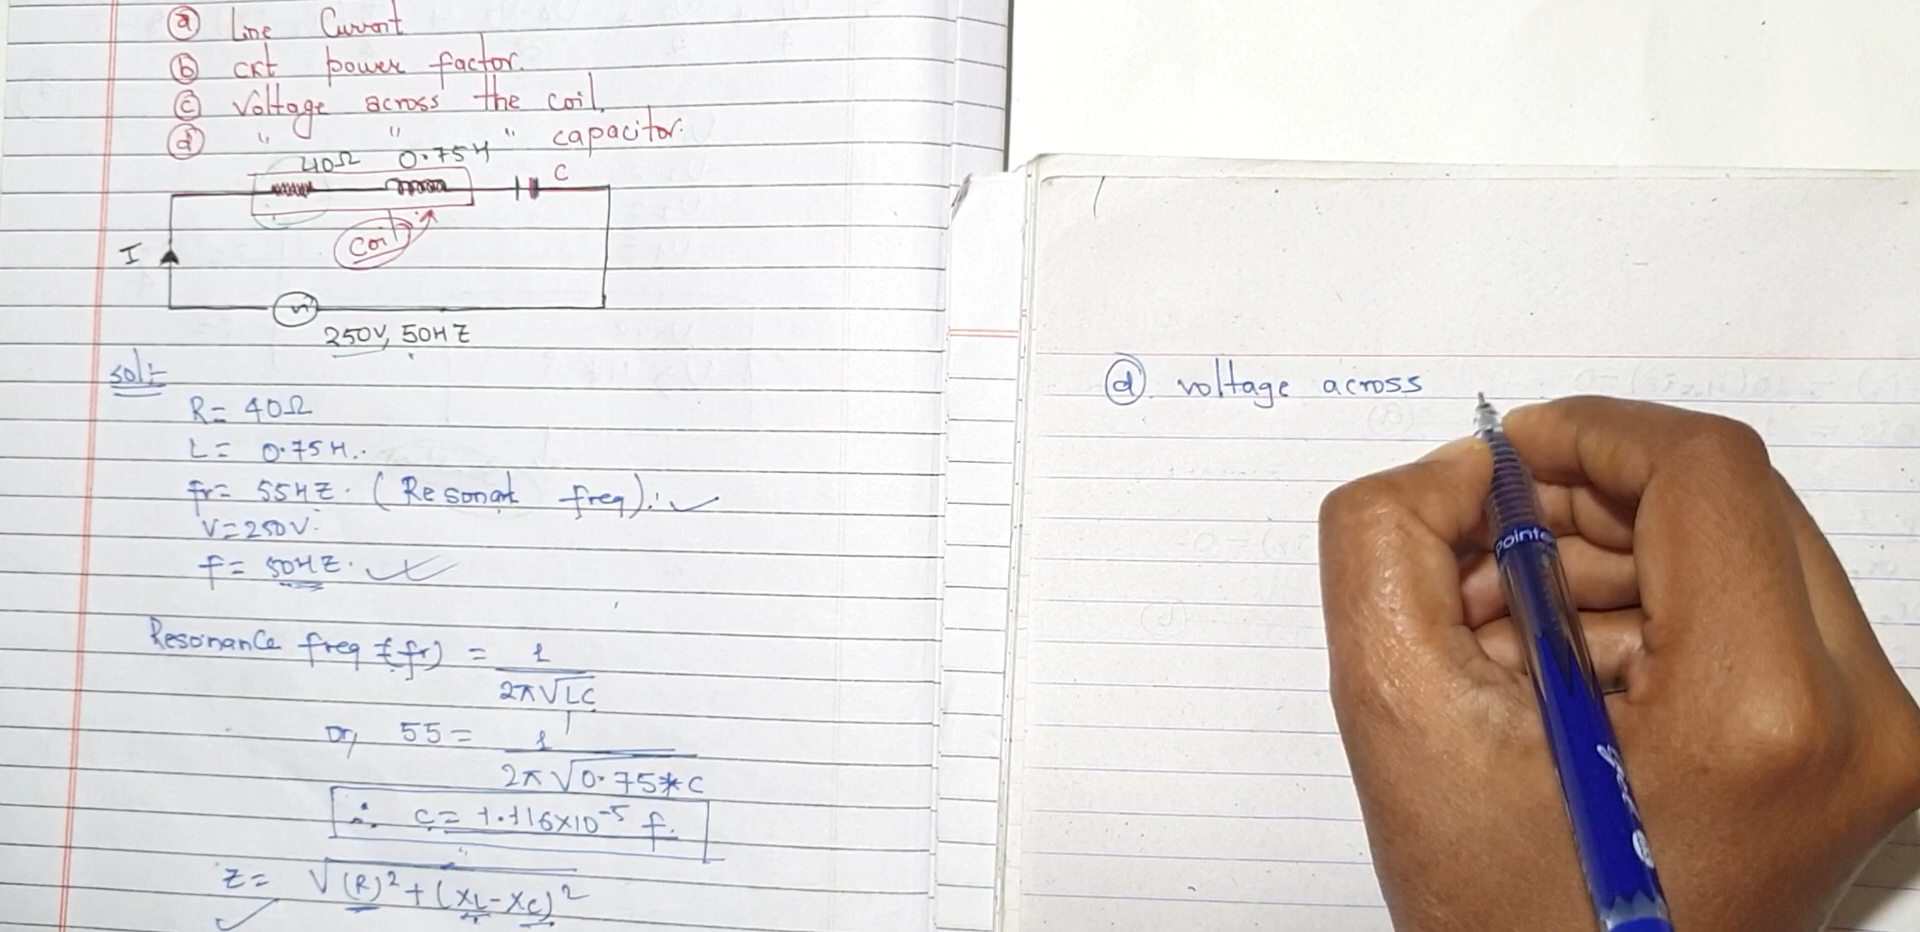 ⓐ Line Current
ⓑ ckt power factor.
ⓒ Voltage across the coil.
ⓓ " " " capacitor.
40Ω 0.75H
C
coil
I
250V, 50HZ
Sol:-
R= 40Ω
L= 0.75H.
fr= 55HZ. (Resonant freq).
V=250V.
f= 50HZ.
Resonance freq (fr) = 1
2π√LC
or, 55= 1
2π√0.75*C
∴ C= 1.116×10⁻⁵ f.
Z= √(R)²+(XL-XC)²
ⓓ. voltage across
pointe